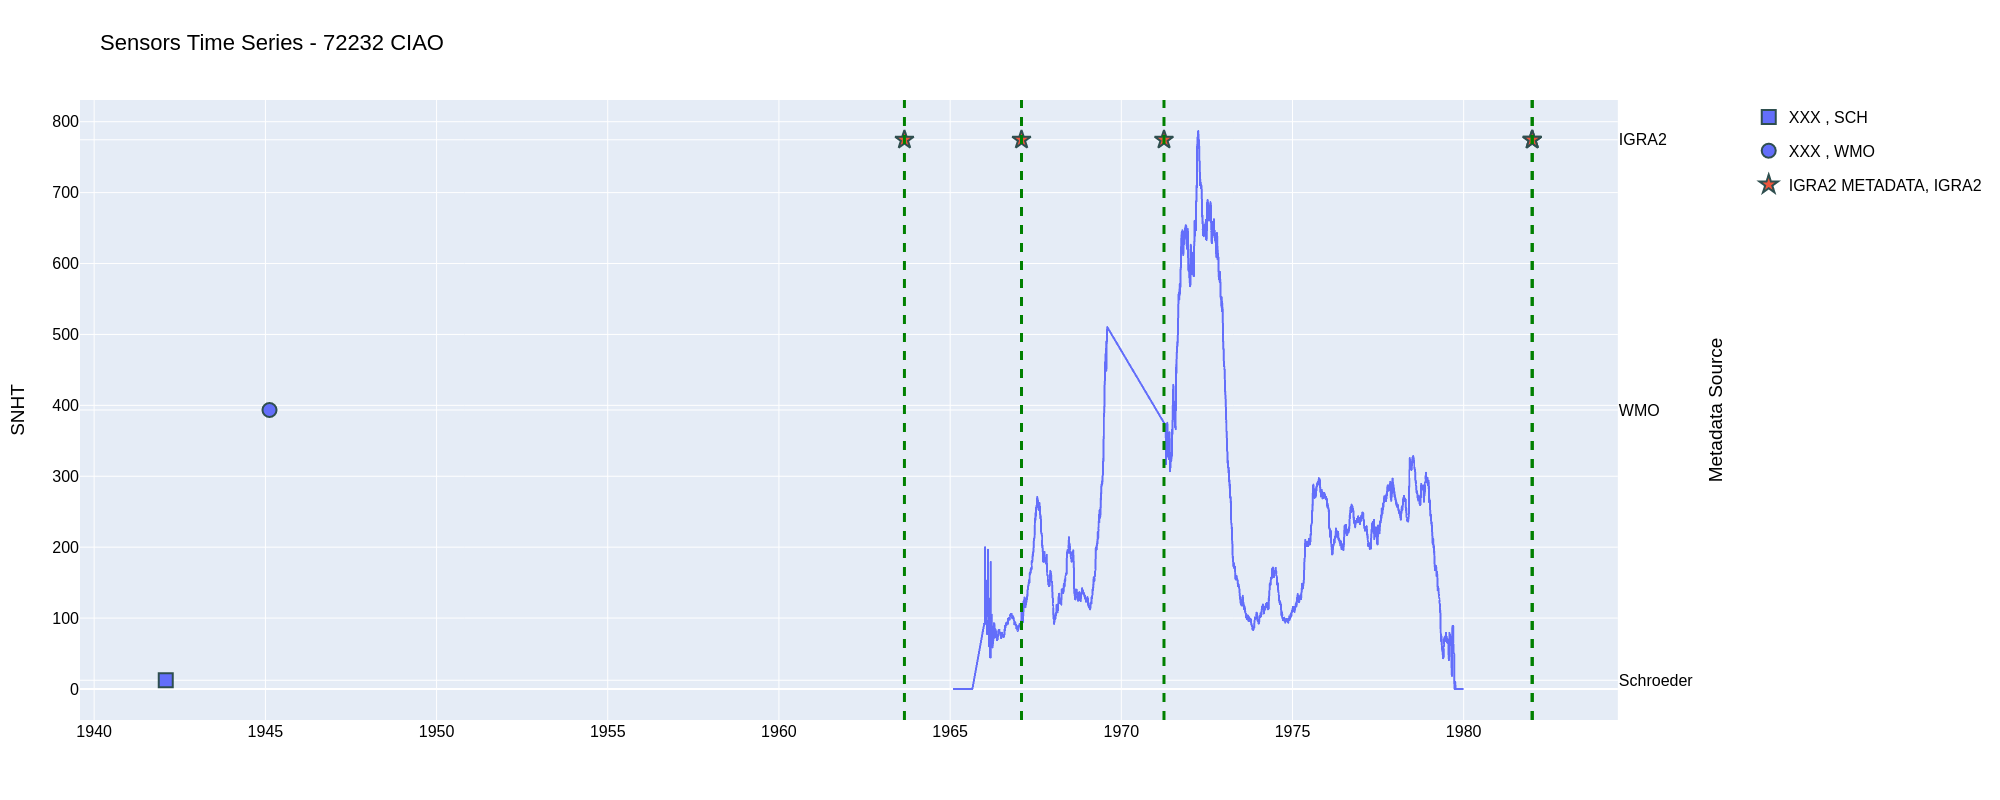 Sensors Time Series - 72232 CIAO
XXX , SCH
XXX , WMO
IGRA2 METADATA, IGRA2
SNHT
800
700
600
500
400
300
200
100
0
IGRA2
WMO
Schroeder
Metadata Source
1940 1945 1950 1955 1960 1965 1970 1975 1980